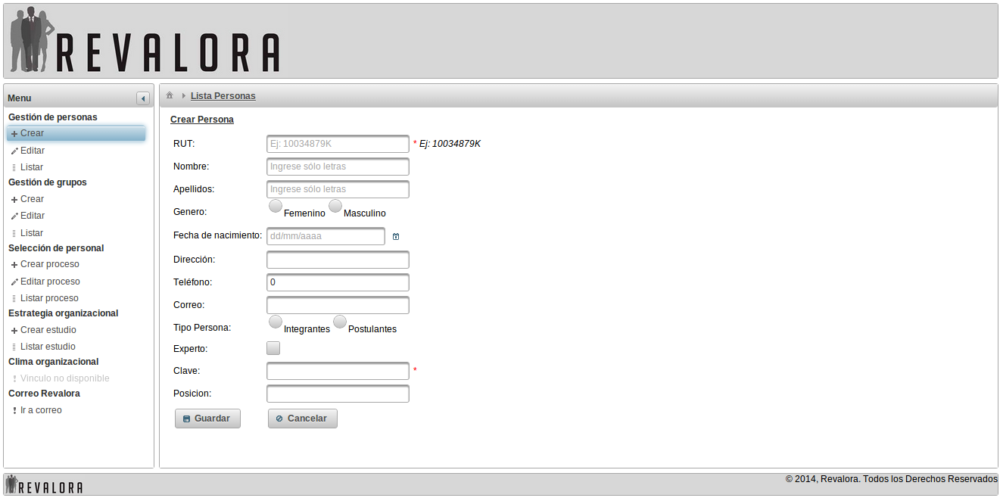 REVALORA
Menu
Gestión de personas
Crear
Editar
Listar
Gestión de grupos
Crear
Editar
Listar
Selección de personal
Crear proceso
Editar proceso
Listar proceso
Estrategia organizacional
Crear estudio
Listar estudio
Clima organizacional
Vinculo no disponible
Correo Revalora
Ir a correo
Lista Personas
Crear Persona
RUT: Ej: 10034879K * Ej: 10034879K
Nombre: Ingrese sólo letras
Apellidos: Ingrese sólo letras
Genero: Femenino Masculino
Fecha de nacimiento: dd/mm/aaaa
Dirección:
Teléfono: 0
Correo:
Tipo Persona: Integrantes Postulantes
Experto:
Clave: *
Posicion:
Guardar Cancelar
REVALORA © 2014, Revalora. Todos los Derechos Reservados